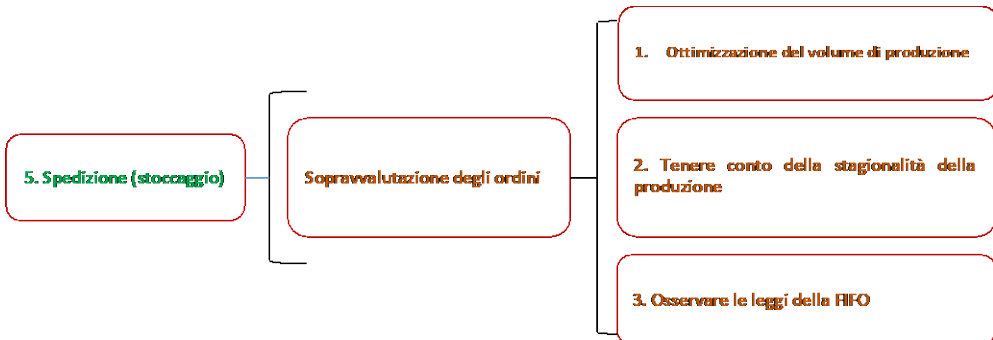 5. Spedizione (stoccaggio)
Sopravvalutazione degli ordini
1. Ottimizzazione del volume di produzione
2. Tenere conto della stagionalità della
produzione
3. Osservare le leggi della FIFO